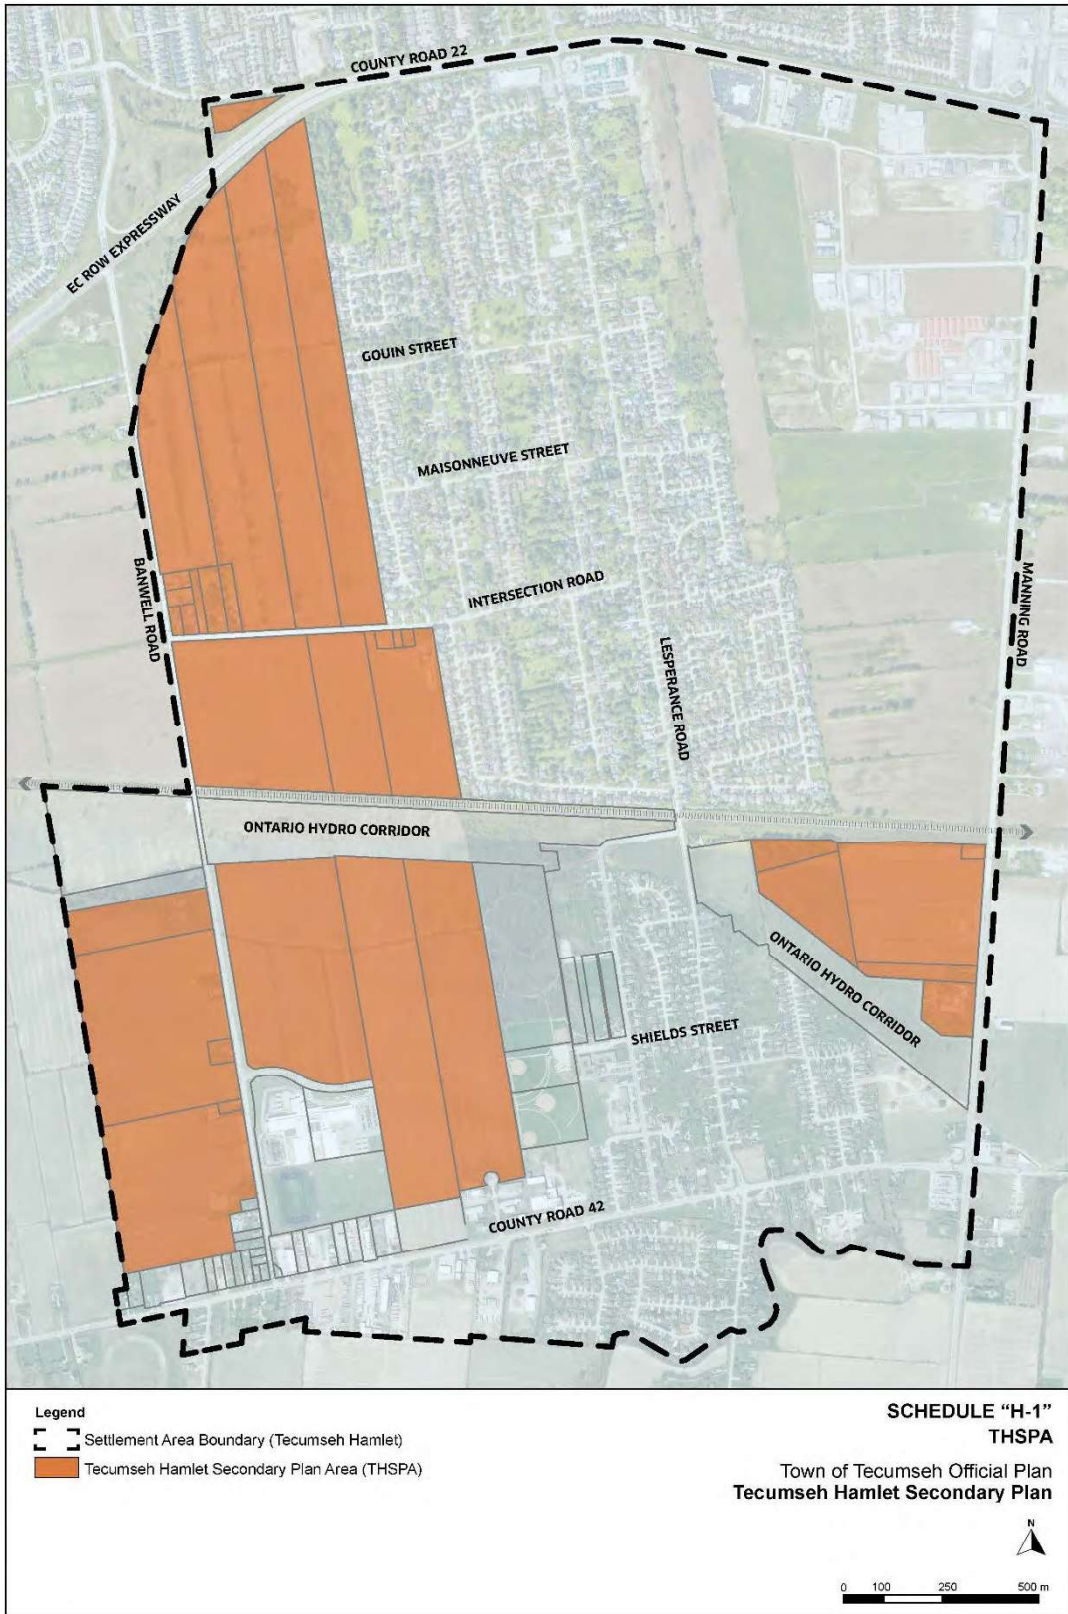 COUNTY ROAD 22
EC ROW EXPRESSWAY
GOUIN STREET
MAISONNEUVE STREET
BANWELL ROAD
INTERSECTION ROAD
MANNING ROAD
LESPERANCE ROAD
ONTARIO HYDRO CORRIDOR
ONTARIO HYDRO CORRIDOR
SHIELDS STREET
COUNTY ROAD 42
Legend
Settlement Area Boundary (Tecumseh Hamlet)
Tecumseh Hamlet Secondary Plan Area (THSPA)
SCHEDULE “H-1”
THSPA
Town of Tecumseh Official Plan
Tecumseh Hamlet Secondary Plan
N
0 100 250 500 m